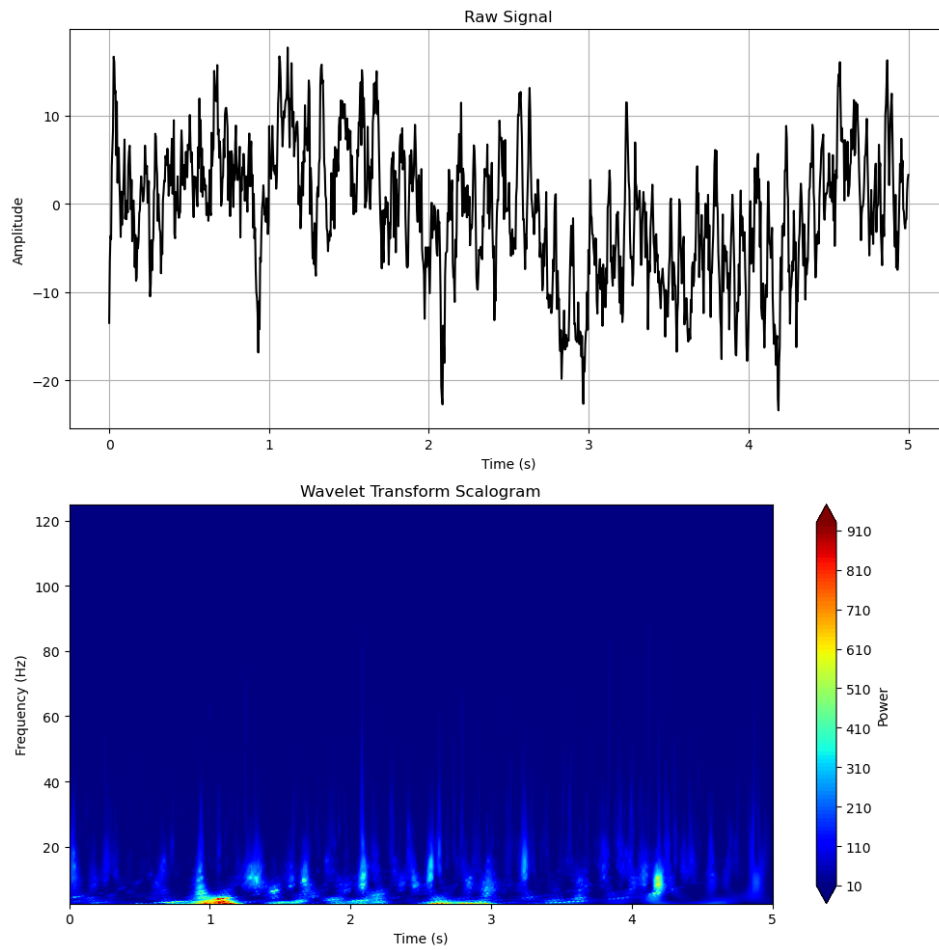 Raw Signal
10
0
−10
−20
Amplitude
0 1 2 3 4 5
Time (s)
Wavelet Transform Scalogram
120
100
80
60
40
20
Frequency (Hz)
0 1 2 3 4 5
Time (s)
910
810
710
610
510
410
310
210
110
10
Power